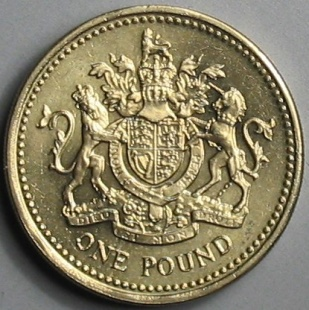 DIEU ET MON DROIT
ONE POUND